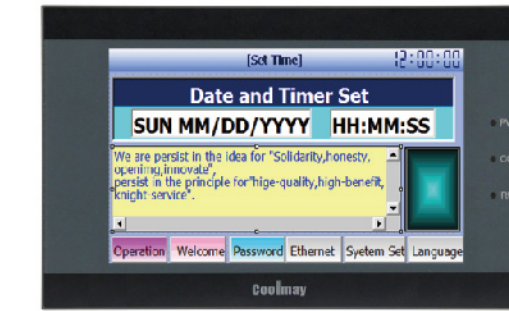 [Set Time]
12:00:00
Date and Timer Set
SUN MM/DD/YYYY HH:MM:SS
We are persist in the idea for "Solidarity,honesty,
openimg,innovate",
persist in the principle for"hige-quality,high-benefit,
knight-service".
Operation Welcome Password Ethernet Syetem Set Language
Coolmay